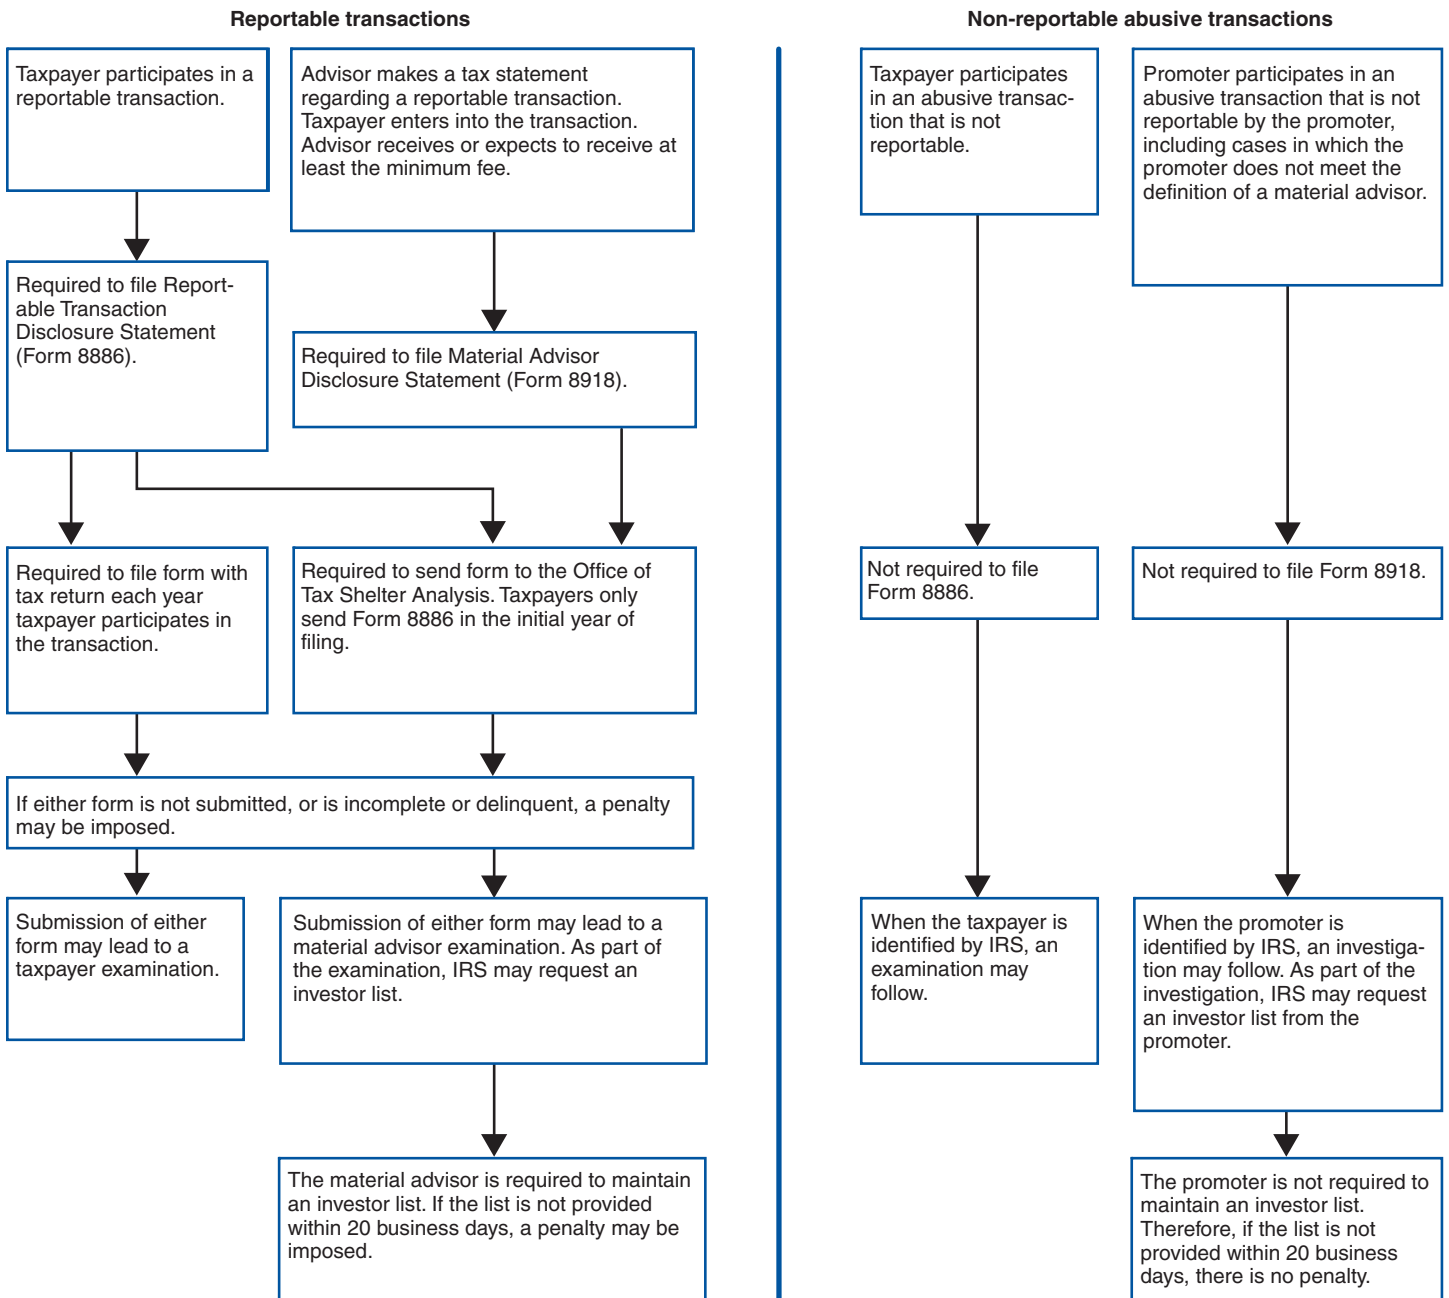 Reportable transactions
Taxpayer participates in a
reportable transaction.
Advisor makes a tax statement
regarding a reportable transaction.
Taxpayer enters into the transaction.
Advisor receives or expects to receive at
least the minimum fee.
Required to file Report-
able Transaction
Disclosure Statement
(Form 8886).
Required to file Material Advisor
Disclosure Statement (Form 8918).
Required to file form with
tax return each year
taxpayer participates in
the transaction.
Required to send form to the Office of
Tax Shelter Analysis. Taxpayers only
send Form 8886 in the initial year of
filing.
If either form is not submitted, or is incomplete or delinquent, a penalty
may be imposed.
Submission of either
form may lead to a
taxpayer examination.
Submission of either form may lead to a
material advisor examination. As part of
the examination, IRS may request an
investor list.
The material advisor is required to maintain
an investor list. If the list is not provided
within 20 business days, a penalty may be
imposed.
Non-reportable abusive transactions
Taxpayer participates
in an abusive transac-
tion that is not
reportable.
Promoter participates in an
abusive transaction that is not
reportable by the promoter,
including cases in which the
promoter does not meet the
definition of a material advisor.
Not required to file
Form 8886.
Not required to file Form 8918.
When the taxpayer is
identified by IRS, an
examination may
follow.
When the promoter is
identified by IRS, an investiga-
tion may follow. As part of the
investigation, IRS may request
an investor list from the
promoter.
The promoter is not required to
maintain an investor list.
Therefore, if the list is not
provided within 20 business
days, there is no penalty.